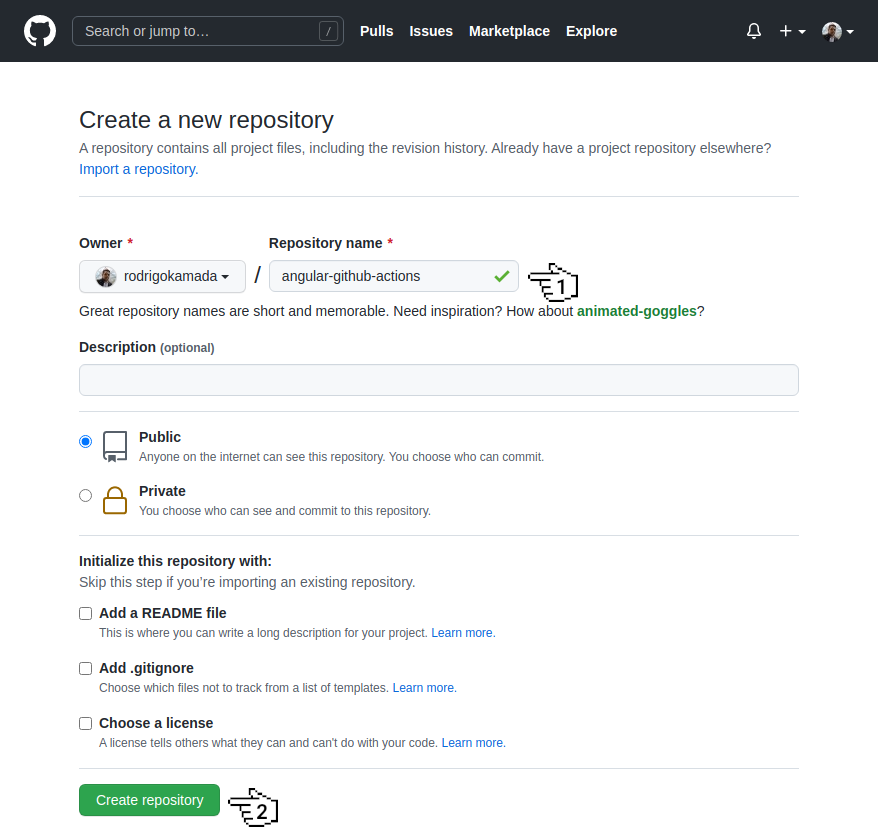 Search or jump to… /
Pulls Issues Marketplace Explore
Create a new repository
A repository contains all project files, including the revision history. Already have a project repository elsewhere?
Import a repository.
Owner *
Repository name *
rodrigokamada / angular-github-actions
1
Great repository names are short and memorable. Need inspiration? How about animated-goggles?
Description (optional)
Public
Anyone on the internet can see this repository. You choose who can commit.
Private
You choose who can see and commit to this repository.
Initialize this repository with:
Skip this step if you’re importing an existing repository.
Add a README file
This is where you can write a long description for your project. Learn more.
Add .gitignore
Choose which files not to track from a list of templates. Learn more.
Choose a license
A license tells others what they can and can't do with your code. Learn more.
Create repository
2